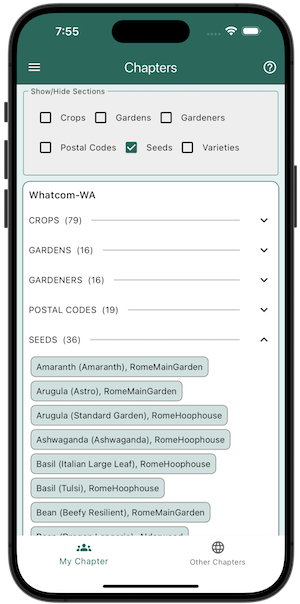 7:55
Chapters
Show/Hide Sections
Crops Gardens Gardeners
Postal Codes Seeds Varieties
Whatcom-WA
CROPS (79)
GARDENS (16)
GARDENERS (16)
POSTAL CODES (19)
SEEDS (36)
Amaranth (Amaranth), RomeMainGarden
Arugula (Astro), RomeMainGarden
Arugula (Standard Garden), RomeHoophouse
Ashwaganda (Ashwaganda), RomeHoophouse
Basil (Italian Large Leaf), RomeHoophouse
Basil (Tulsi), RomeHoophouse
Bean (Beefy Resilient), RomeMainGarden
My Chapter Other Chapters